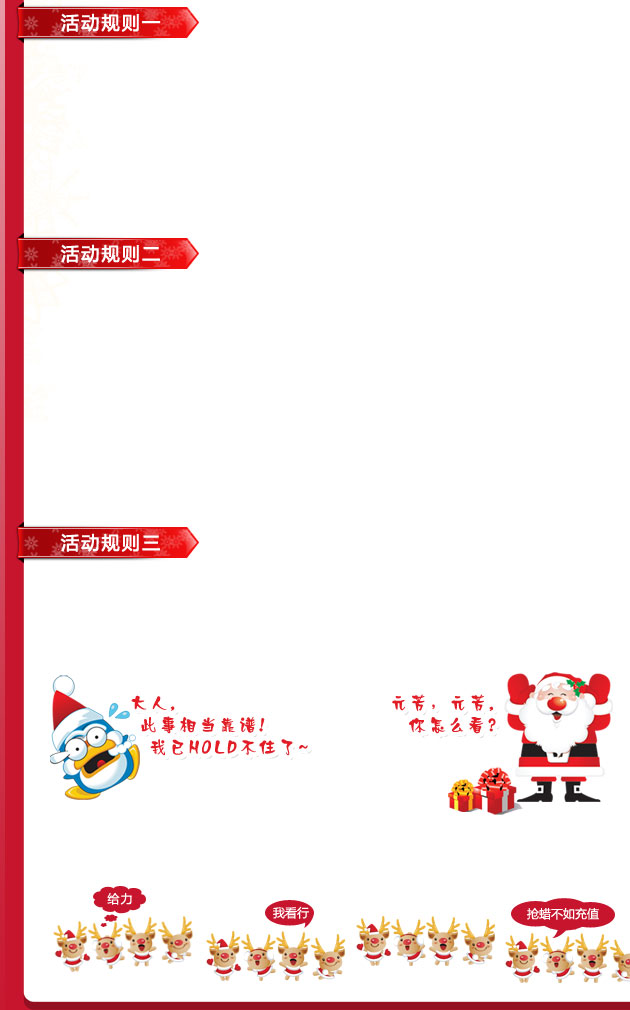 活动规则一
活动规则二
活动规则三
大人，
此事相当靠谱！
我已HOLD不住了~
元芳，元芳，
你怎么看？
给力
我看行
抢蜡不如充值